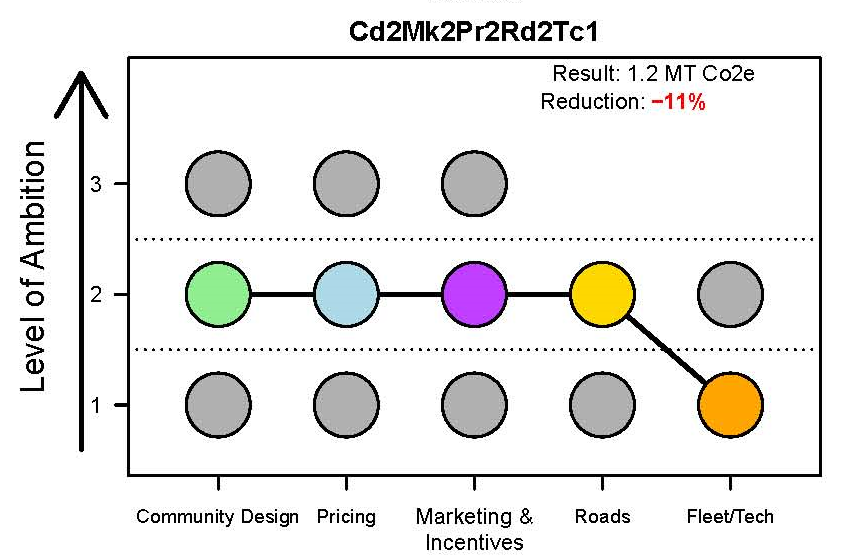 Cd2Mk2Pr2Rd2Tc1
Result: 1.2 MT Co2e
Reduction: −11%
Level of Ambition
3
2
1
Community Design
Pricing
Marketing &
Incentives
Roads
Fleet/Tech